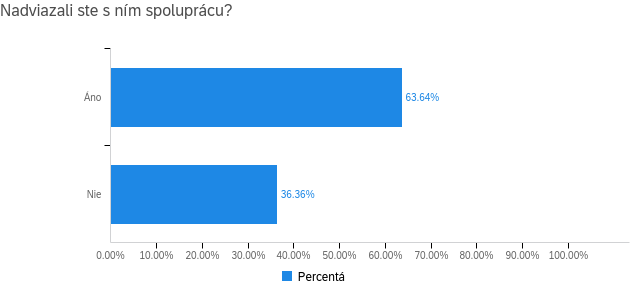 Nadviazali ste s ním spoluprácu?
Áno
63.64%
Nie
36.36%
0.00% 10.00% 20.00% 30.00% 40.00% 50.00% 60.00% 70.00% 80.00% 90.00% 100.00%
Percentá